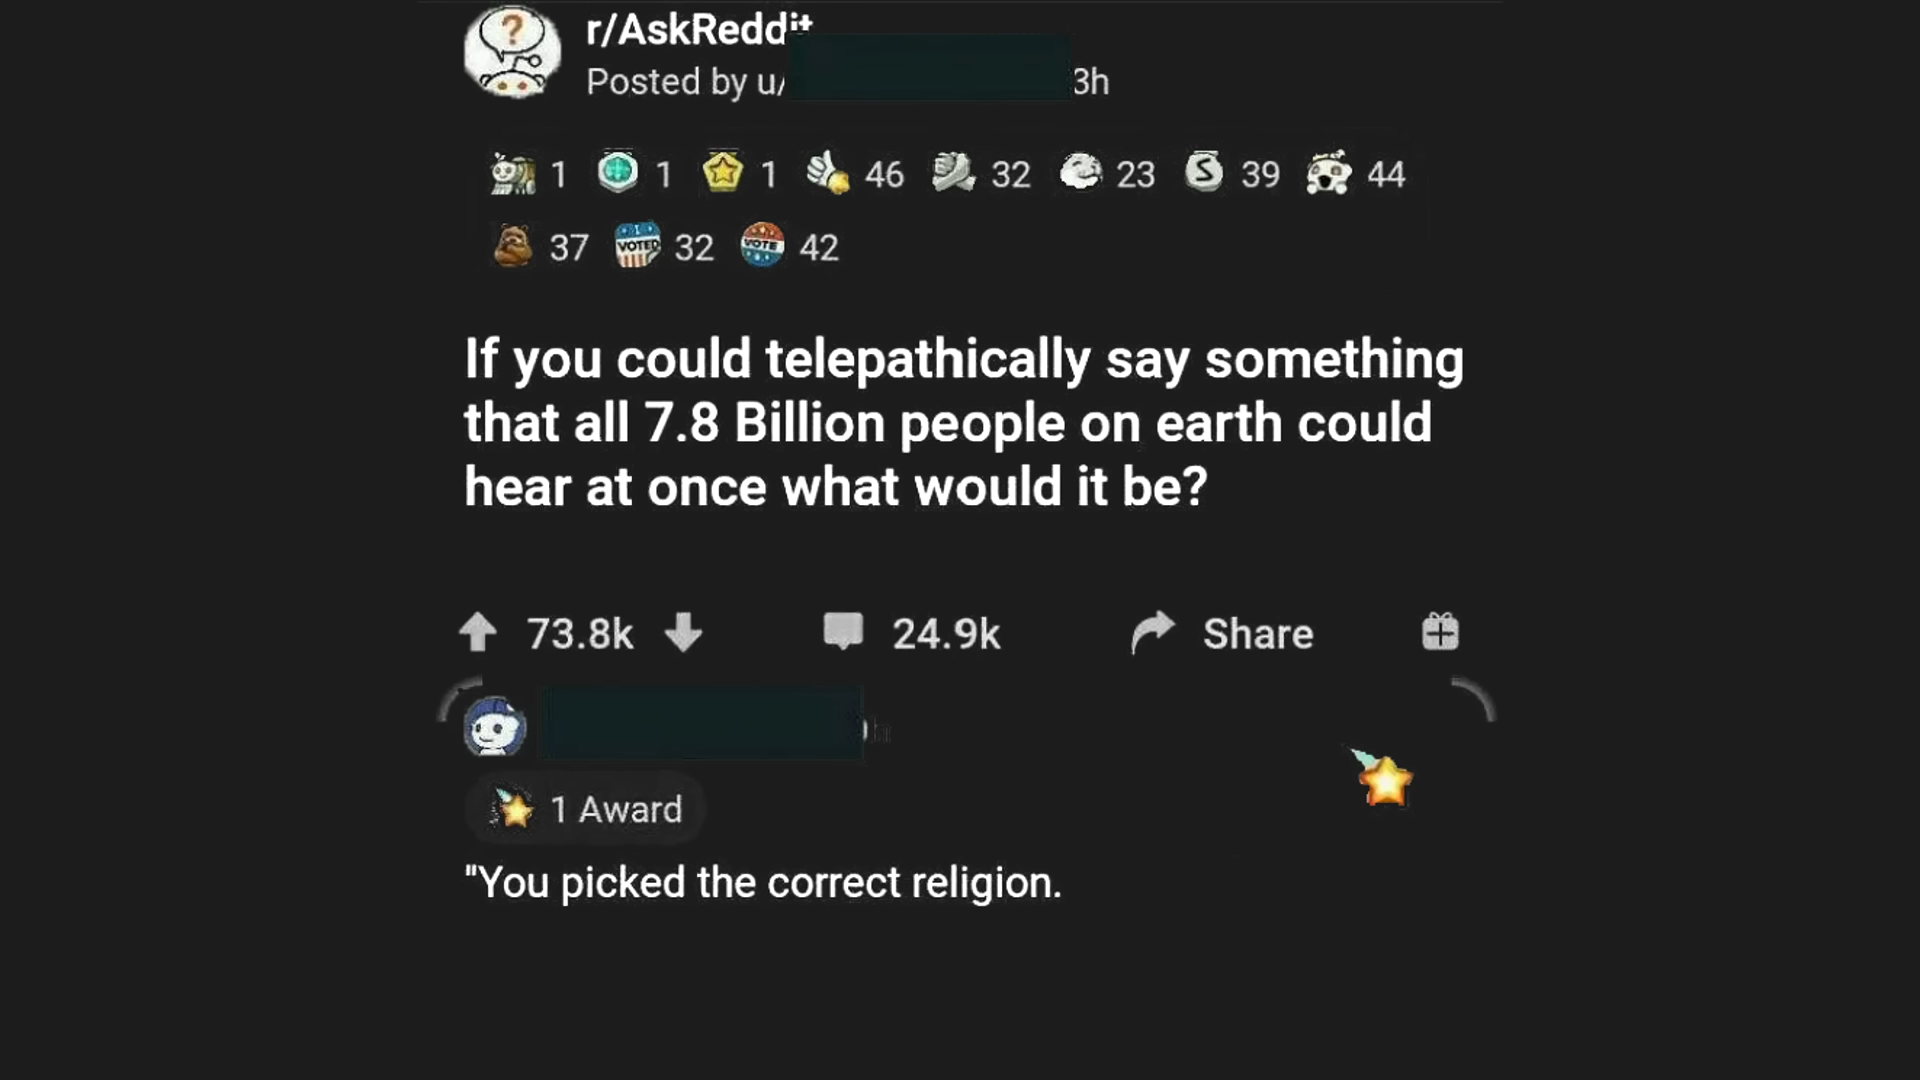 r/AskReddit
Posted by u/ 3h
1 1 1 46 32 23 S 39 44
37 VOTED 32 VOTE 42
If you could telepathically say something
that all 7.8 Billion people on earth could
hear at once what would it be?
73.8k 24.9k Share
1 Award
"You picked the correct religion.